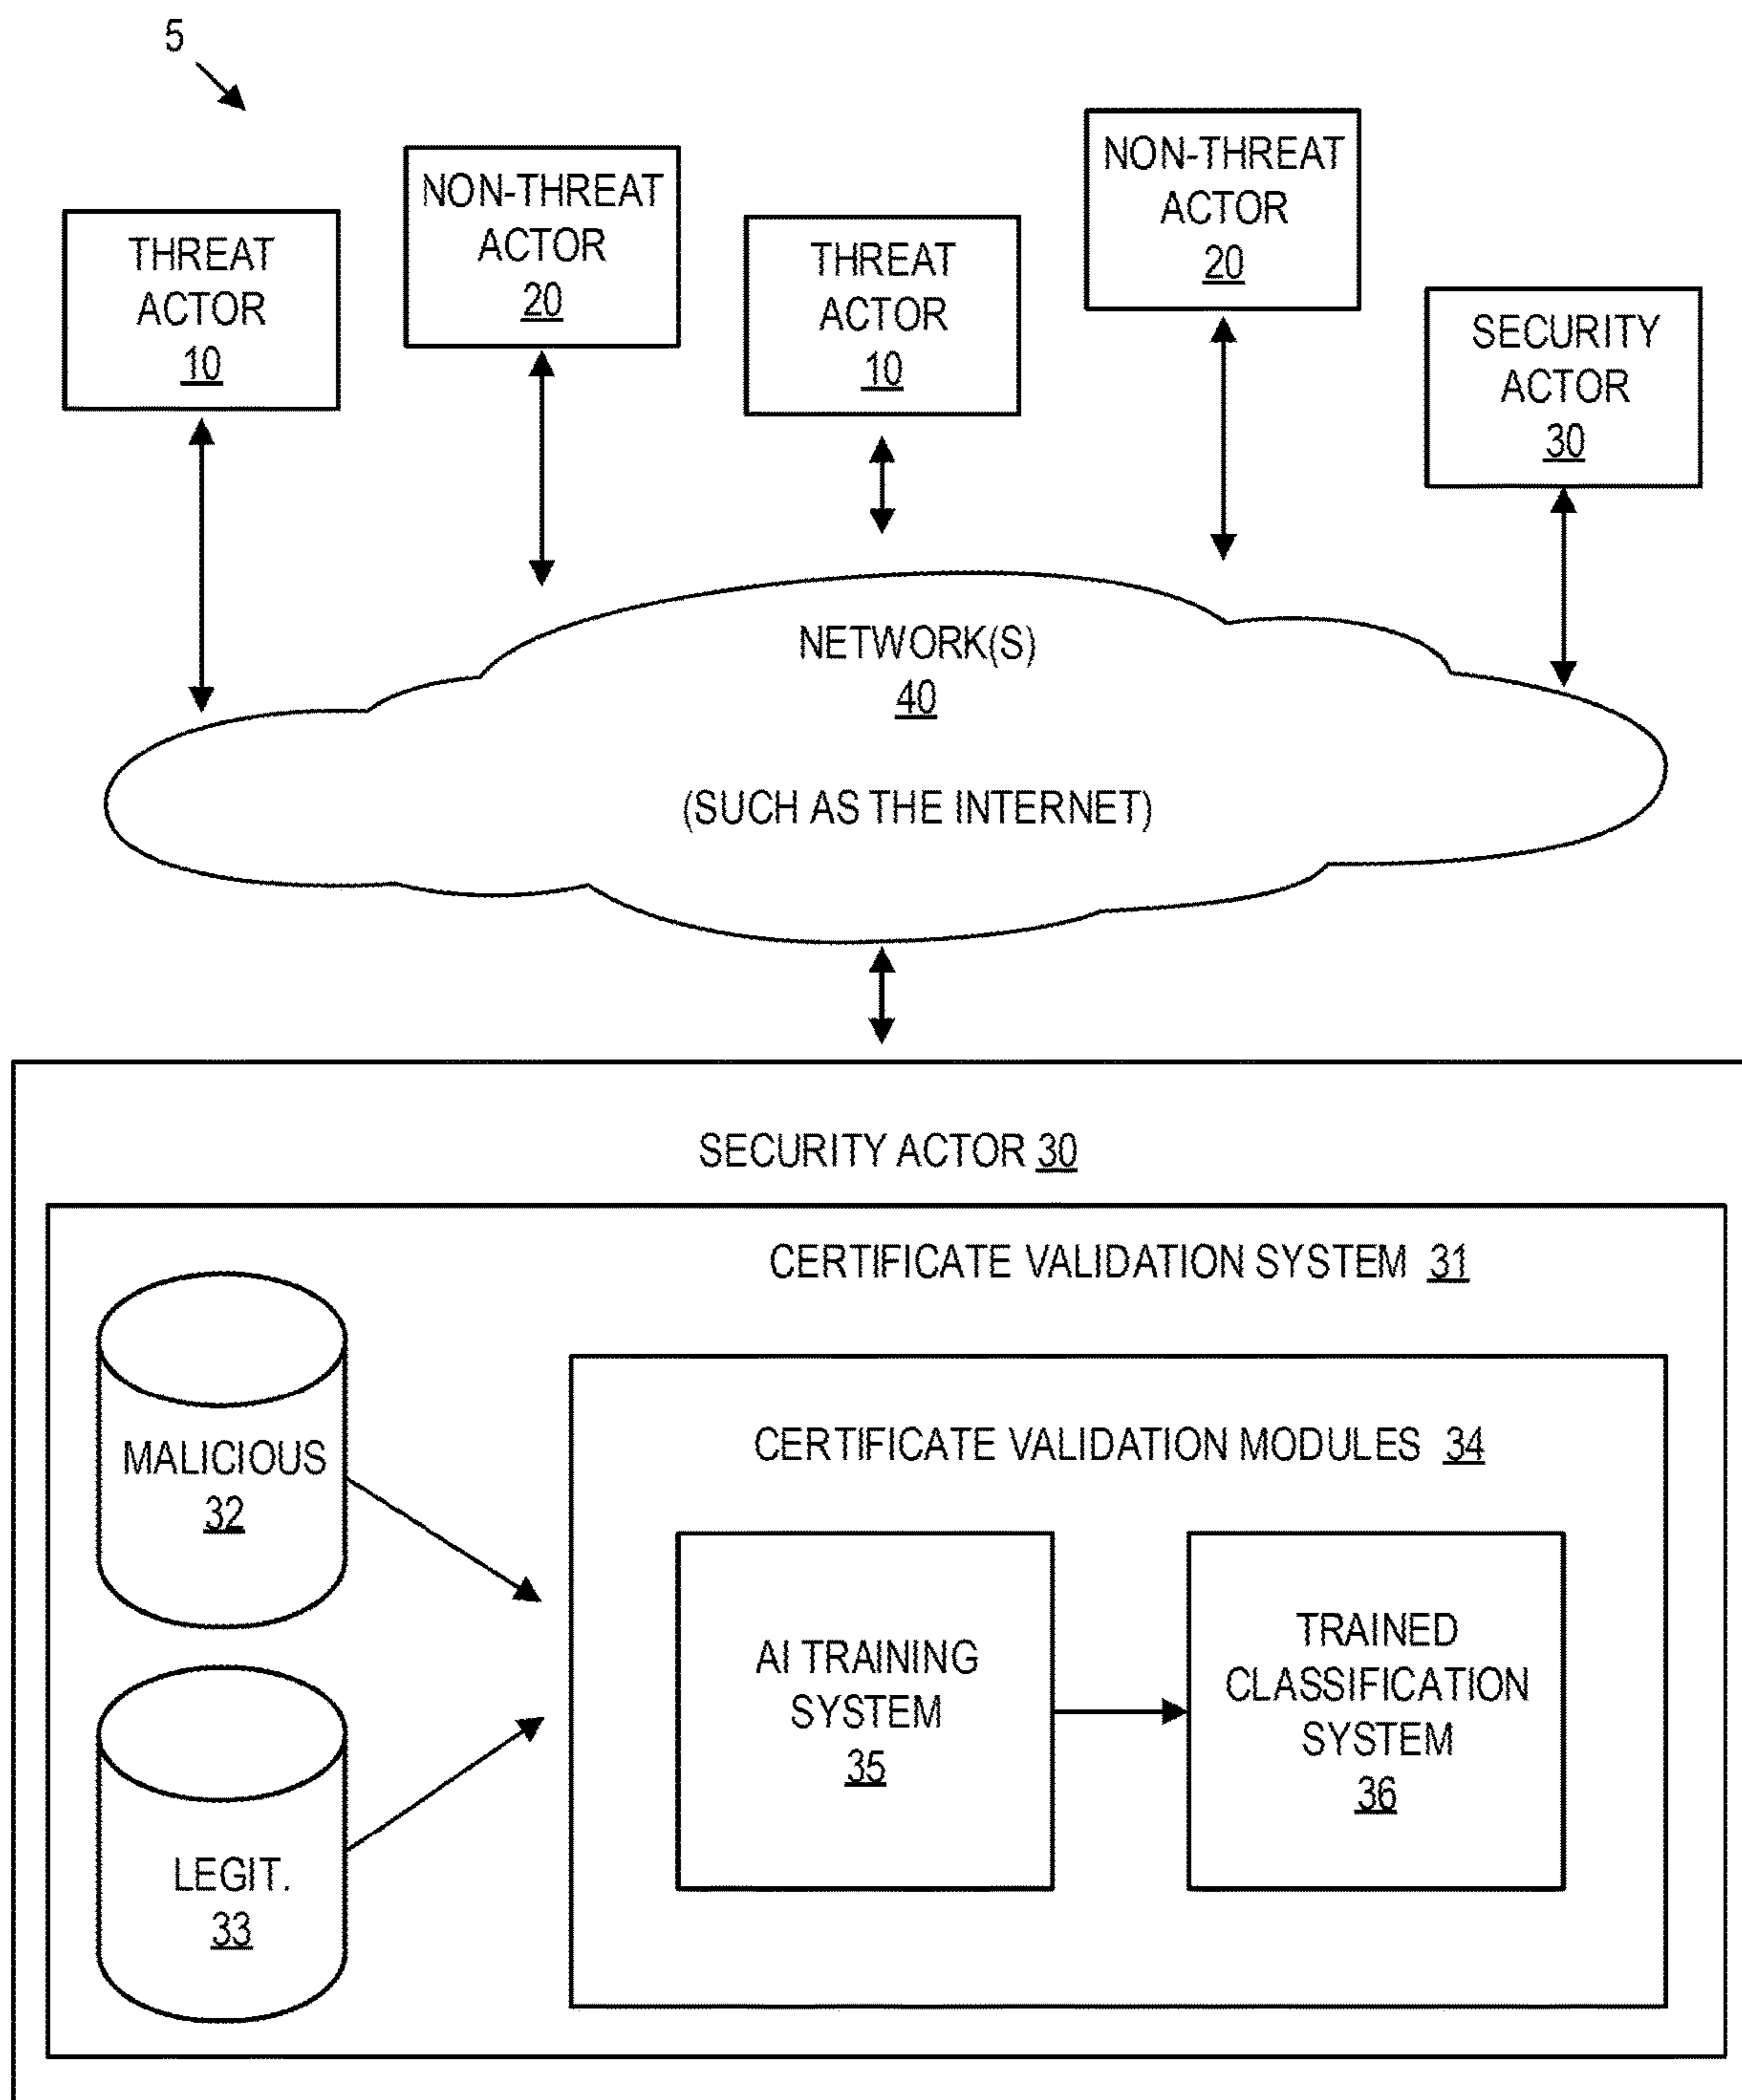 5
THREAT
ACTOR
10
NON-THREAT
ACTOR
20
THREAT
ACTOR
10
NON-THREAT
ACTOR
20
SECURITY
ACTOR
30
NETWORK(S)
40
(SUCH AS THE INTERNET)
SECURITY ACTOR 30
CERTIFICATE VALIDATION SYSTEM 31
MALICIOUS
32
LEGIT.
33
CERTIFICATE VALIDATION MODULES 34
AI TRAINING
SYSTEM
35
TRAINED
CLASSIFICATION
SYSTEM
36